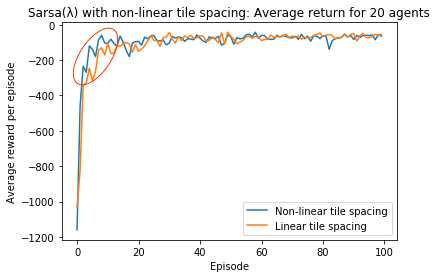 Sarsa(λ) with non-linear tile spacing: Average return for 20 agents
0
−200
−400
−600
−800
−1000
−1200
Average reward per episode
Non-linear tile spacing
Linear tile spacing
0
20
40
60
80
100
Episode